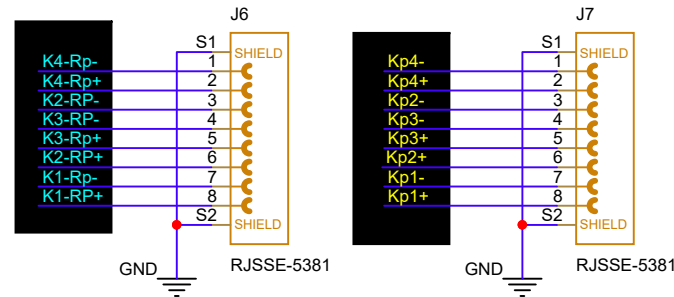 J6
S1
SHIELD
K4-Rp- 1
K4-Rp+ 2
K2-RP- 3
K3-RP- 4
K3-Rp+ 5
K2-RP+ 6
K1-Rp- 7
K1-RP+ 8
S2
SHIELD
GND
RJSSE-5381
J7
S1
SHIELD
Kp4- 1
Kp4+ 2
Kp2- 3
Kp3- 4
Kp3+ 5
Kp2+ 6
Kp1- 7
Kp1+ 8
S2
SHIELD
GND
RJSSE-5381